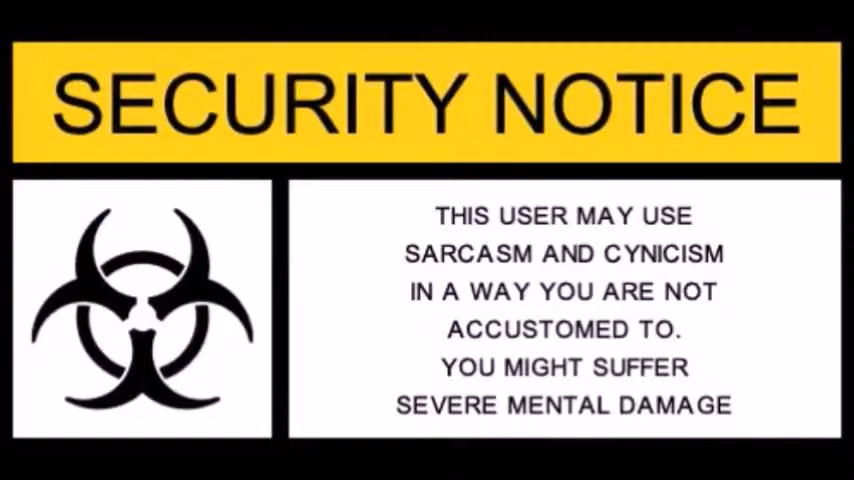 SECURITY NOTICE
THIS USER MAY USE
SARCASM AND CYNICISM
IN A WAY YOU ARE NOT
ACCUSTOMED TO.
YOU MIGHT SUFFER
SEVERE MENTAL DAMAGE